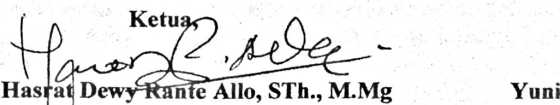 Ketua,
Hasrat Dewy Rante Allo, STh., M.Mg Yuni